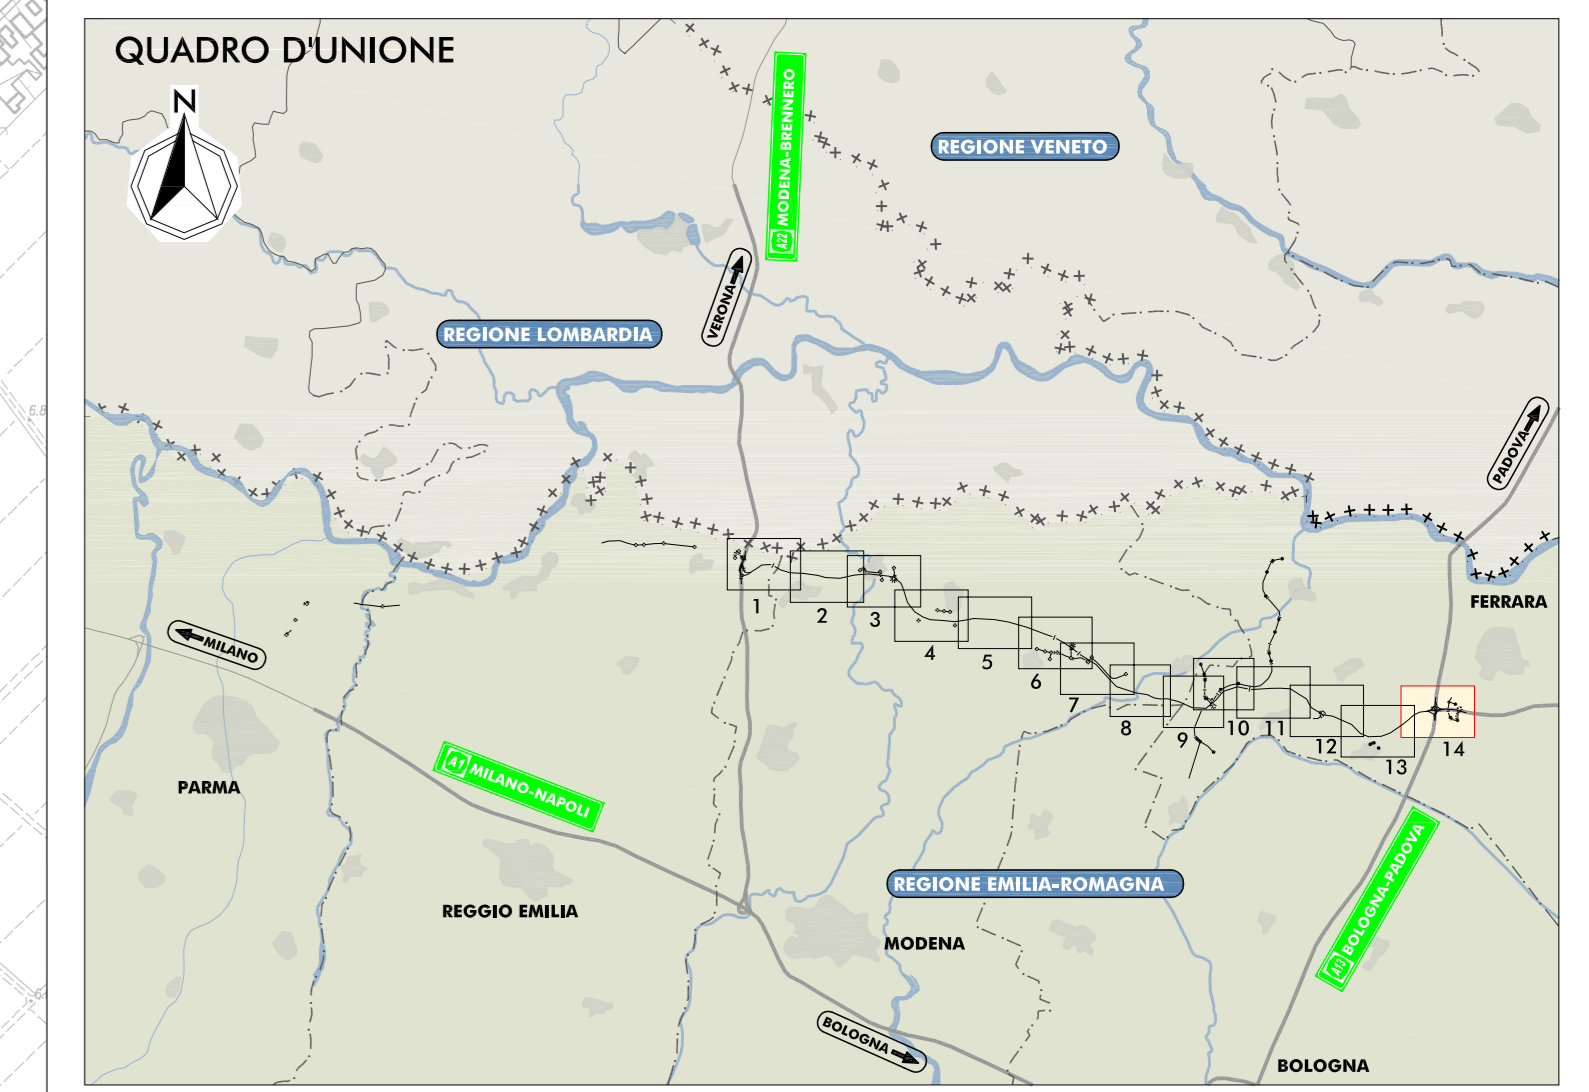 QUADRO D'UNIONE
N
A22 MODENA-BRENNERO
REGIONE VENETO
VERONA
REGIONE LOMBARDIA
PADOVA
6.8
FERRARA
1
2
3
4
5
6
7
8
9
10
11
12
13
14
MILANO
PARMA
A1 MILANO-NAPOLI
A13 BOLOGNA-PADOVA
REGIONE EMILIA-ROMAGNA
REGGIO EMILIA
MODENA
BOLOGNA
BOLOGNA